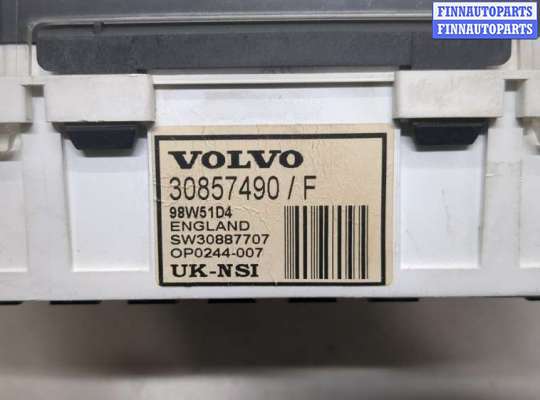 FINNAUTOPARTS
FINNAUTOPARTS
VOLVO
30857490 / F
98W51D4
ENGLAND
SW30887707
OP0244-007
UK-NSI